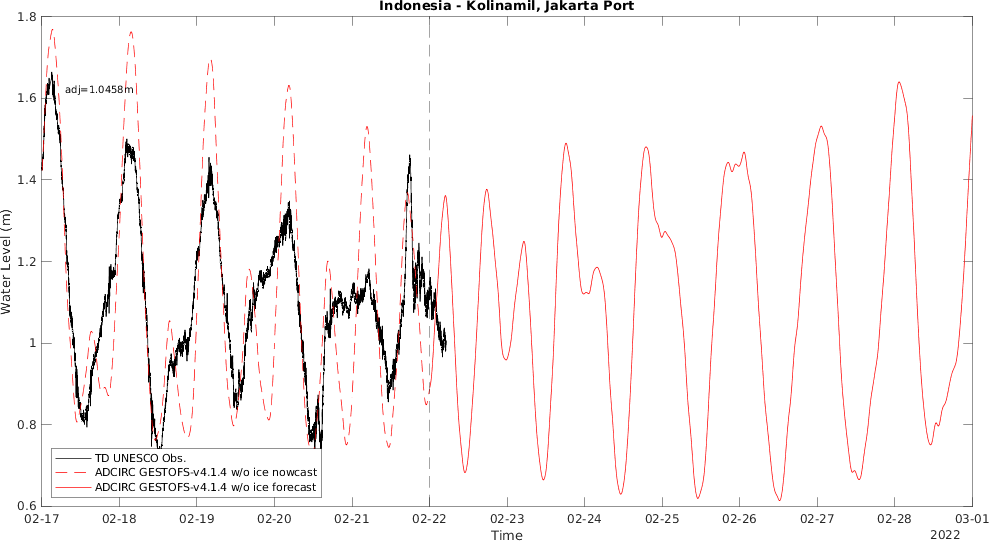 Indonesia - Kolinamil, Jakarta Port
1.8
1.6
1.4
1.2
1
0.8
0.6
Water Level (m)
adj=1.0458m
TD UNESCO Obs.
ADCIRC GESTOFS-v4.1.4 w/o ice nowcast
ADCIRC GESTOFS-v4.1.4 w/o ice forecast
02-17 02-18 02-19 02-20 02-21 02-22 02-23 02-24 02-25 02-26 02-27 02-28 03-01
Time
2022